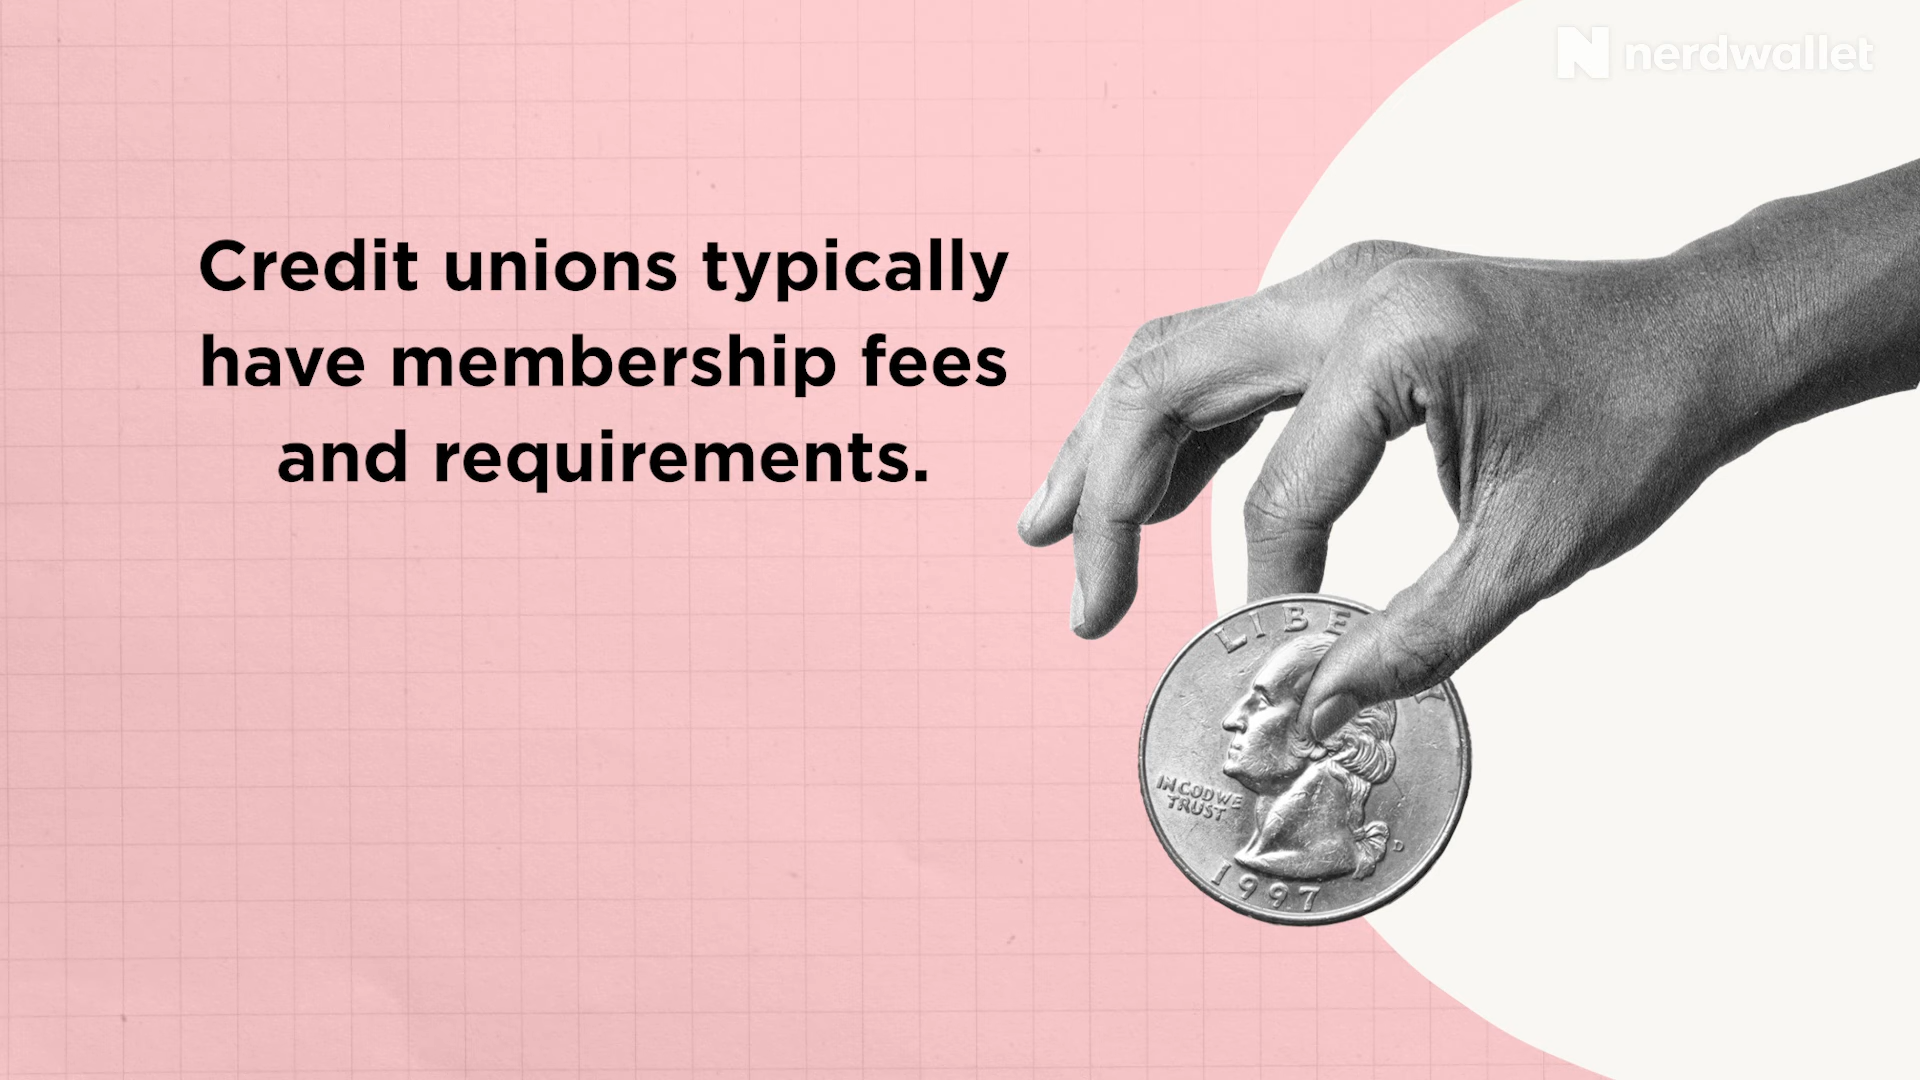 nerdwallet
Credit unions typically
have membership fees
and requirements.
LIBE
IN GOD WE
TRUST
D
1997